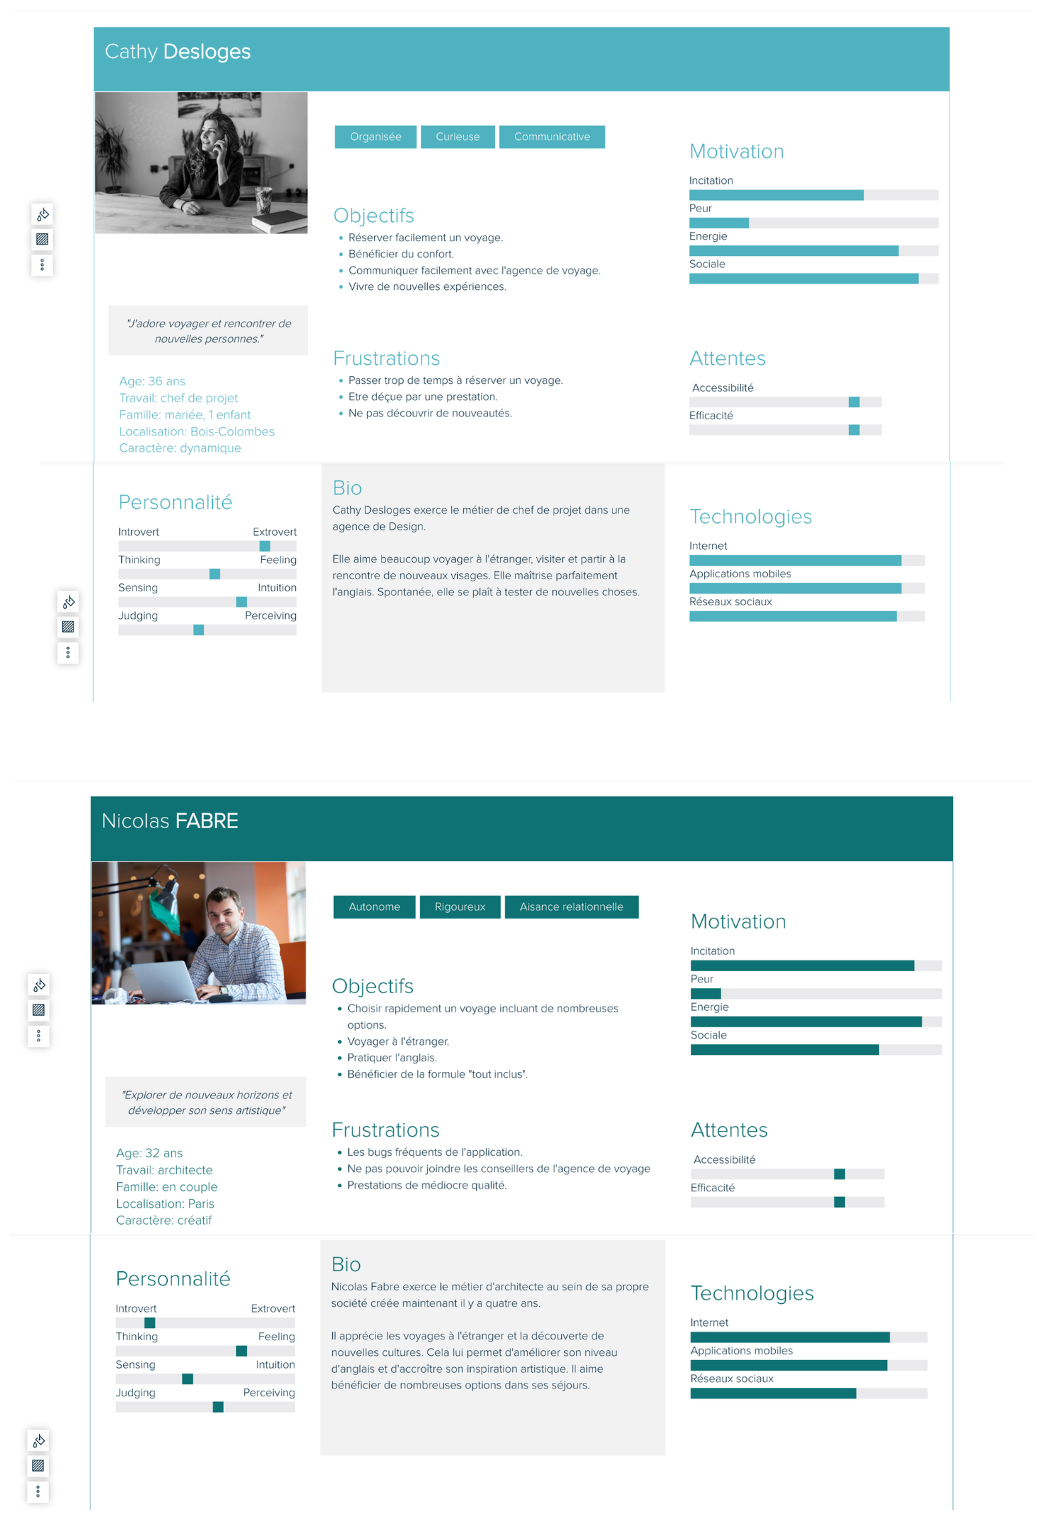 Cathy Desloges
Organisée
Curieuse
Communicative
Objectifs
Réserver facilement un voyage.
Bénéficier du confort.
Communiquer facilement avec l'agence de voyage.
Vivre de nouvelles expériences.
Motivation
Incitation
Peur
Energie
Sociale
"J'adore voyager et rencontrer de
nouvelles personnes."
Age: 36 ans
Travail: chef de projet
Famille: mariée, 1 enfant
Localisation: Bois-Colombes
Caractère: dynamique
Frustrations
Passer trop de temps à réserver un voyage.
Etre déçue par une prestation.
Ne pas découvrir de nouveautés.
Attentes
Accessibilité
Efficacité
Personnalité
Introvert Extrovert
Thinking Feeling
Sensing Intuition
Judging Perceiving
Bio
Cathy Desloges exerce le métier de chef de projet dans une
agence de Design.
Elle aime beaucoup voyager à l'étranger, visiter et partir à la
rencontre de nouveaux visages. Elle maîtrise parfaitement
l'anglais. Spontanée, elle se plaît à tester de nouvelles choses.
Technologies
Internet
Applications mobiles
Réseaux sociaux
Nicolas FABRE
Autonome
Rigoureux
Aisance relationnelle
Objectifs
Choisir rapidement un voyage incluant de nombreuses
options.
Voyager à l'étranger.
Pratiquer l'anglais.
Bénéficier de la formule "tout inclus".
Motivation
Incitation
Peur
Energie
Sociale
"Explorer de nouveaux horizons et
développer son sens artistique"
Age: 32 ans
Travail: architecte
Famille: en couple
Localisation: Paris
Caractère: créatif
Frustrations
Les bugs fréquents de l'application.
Ne pas pouvoir joindre les conseillers de l'agence de voyage
Prestations de médiocre qualité.
Attentes
Accessibilité
Efficacité
Personnalité
Introvert Extrovert
Thinking Feeling
Sensing Intuition
Judging Perceiving
Bio
Nicolas Fabre exerce le métier d'architecte au sein de sa propre
société créée maintenant il y a quatre ans.
Il apprécie les voyages à l'étranger et la découverte de
nouvelles cultures. Cela lui permet d'améliorer son niveau
d'anglais et d'accroître son inspiration artistique. Il aime
bénéficier de nombreuses options dans ses séjours.
Technologies
Internet
Applications mobiles
Réseaux sociaux